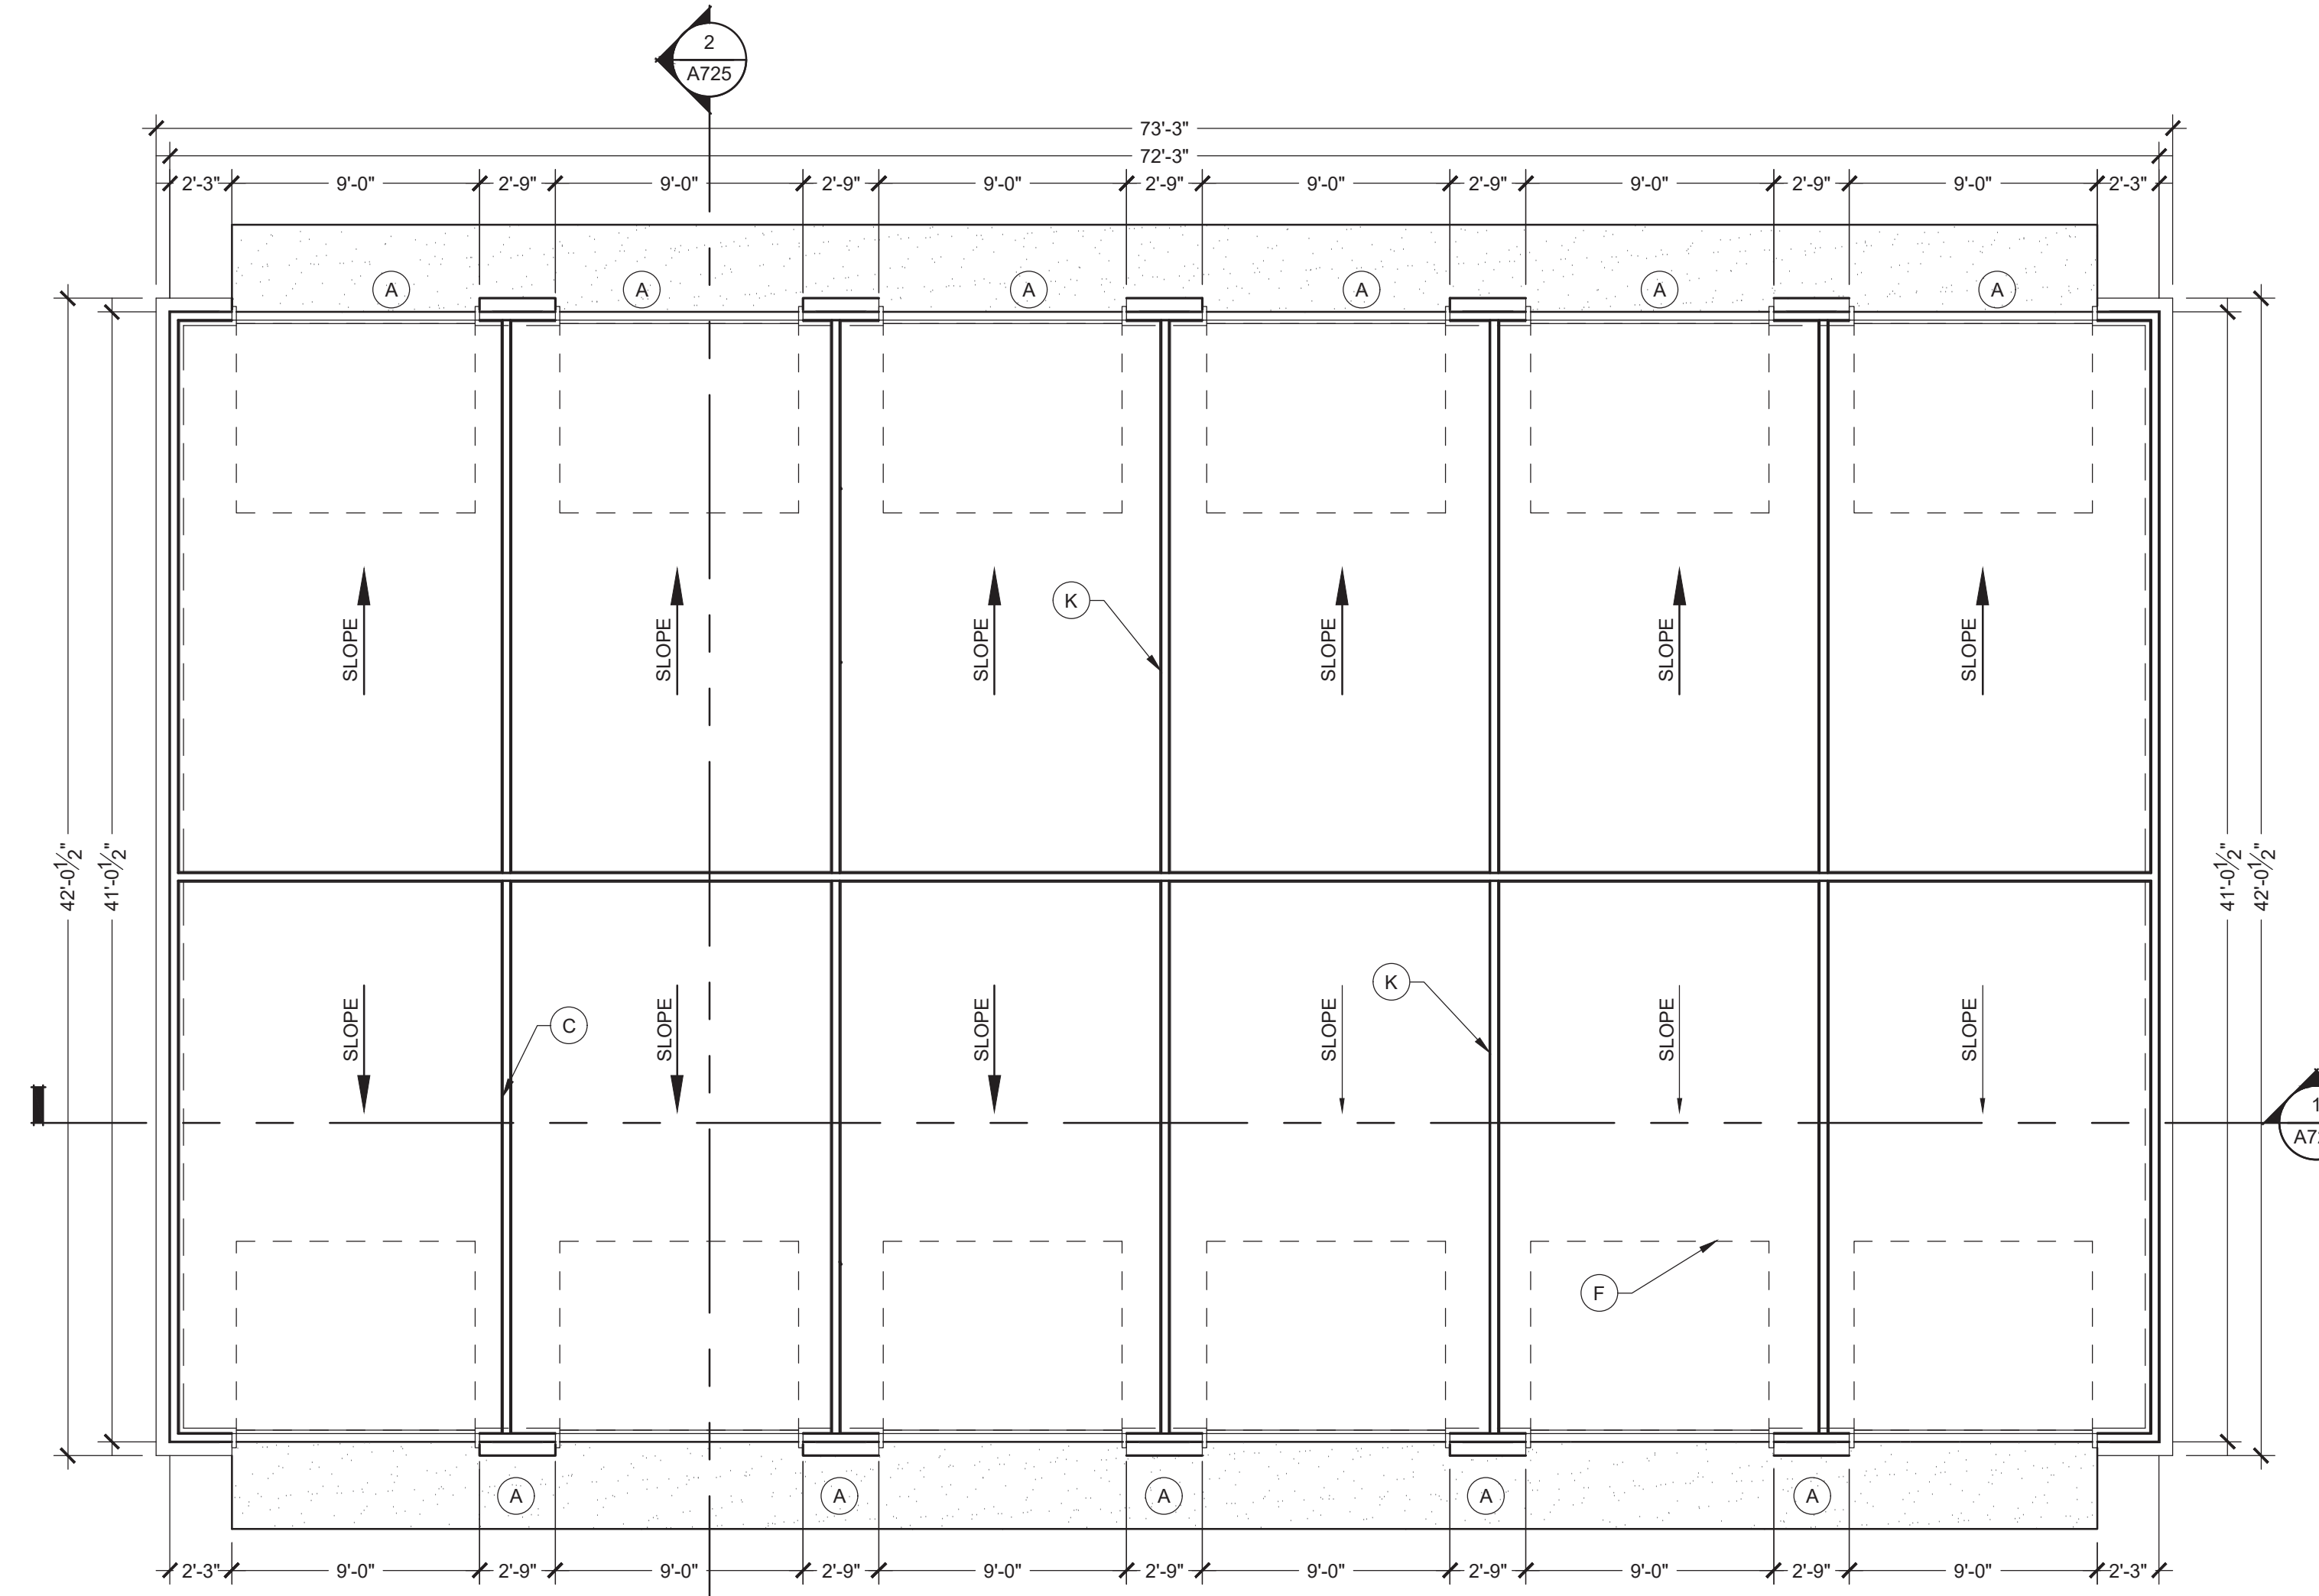 2
A725
73'-3"
72'-3"
2'-3" 9'-0" 2'-9" 9'-0" 2'-9" 9'-0" 2'-9" 9'-0" 2'-9" 9'-0" 2'-9" 9'-0" 2'-3"
A A A A A A
K
SLOPE SLOPE SLOPE SLOPE SLOPE SLOPE
42'-0½" 41'-0½" 41'-0½" 42'-0½"
K
C
SLOPE SLOPE SLOPE SLOPE SLOPE SLOPE
1
F
A A A A A
2'-3" 9'-0" 2'-9" 9'-0" 2'-9" 9'-0" 2'-9" 9'-0" 2'-9" 9'-0" 2'-9" 9'-0" 2'-3"